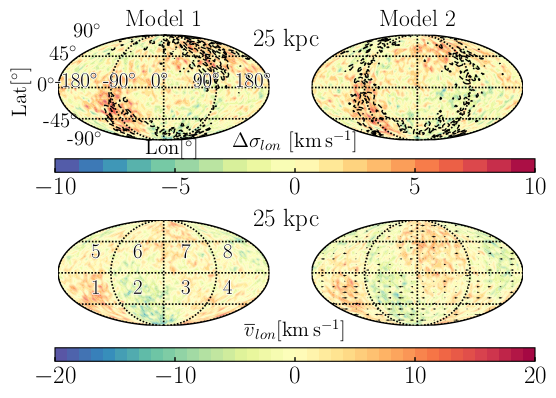 Model 1 Model 2
90° 25 kpc
45°
0° -180° -90° 0° 90° 180°
Lat[°]
-45°
-90° Lon[°] Δσ_lon [km s⁻¹]
−10 −5 0 5 10
25 kpc
5 6 7 8
1 2 3 4
v̅_lon[km s⁻¹]
−20 −10 0 10 20